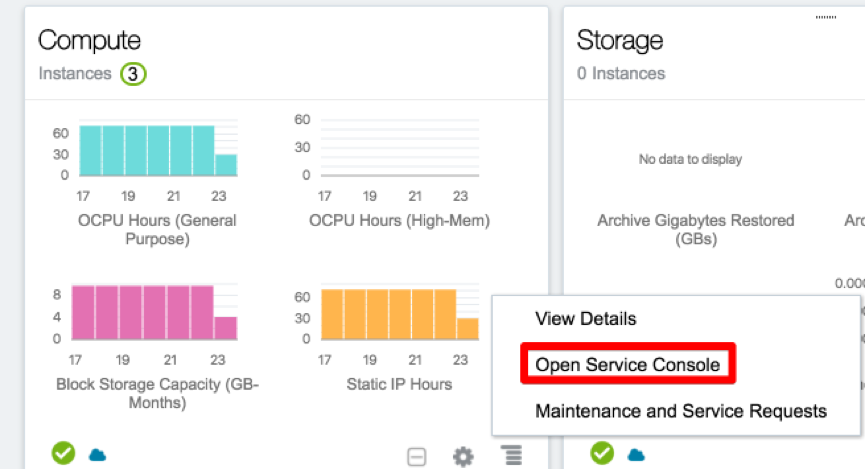 Compute
Instances 3
60
30
0
17 19 21 23
OCPU Hours (General
Purpose)
60
30
0
17 19 21 23
OCPU Hours (High-Mem)
8
4
0
17 19 21 23
Block Storage Capacity (GB-
Months)
60
30
0
17 19 21 23
Static IP Hours
Storage
0 Instances
No data to display
Archive Gigabytes Restored
(GBs)
View Details
Open Service Console
Maintenance and Service Requests